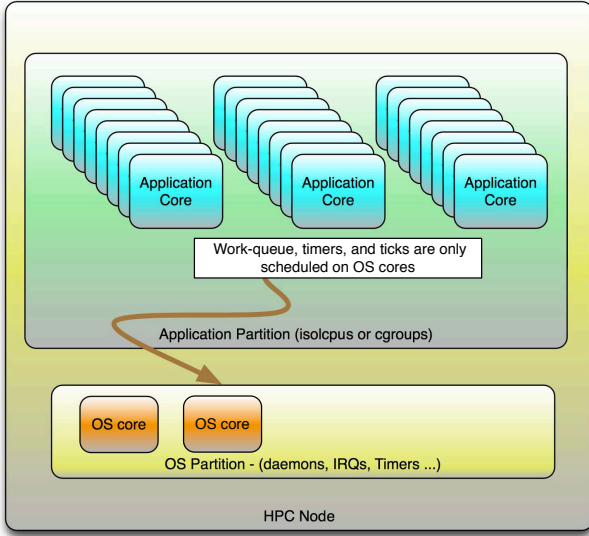 Application
Core
Application
Core
Application
Core
Work-queue, timers, and ticks are only
scheduled on OS cores
Application Partition (isolcpus or cgroups)
OS core
OS core
OS Partition - (daemons, IRQs, Timers ...)
HPC Node